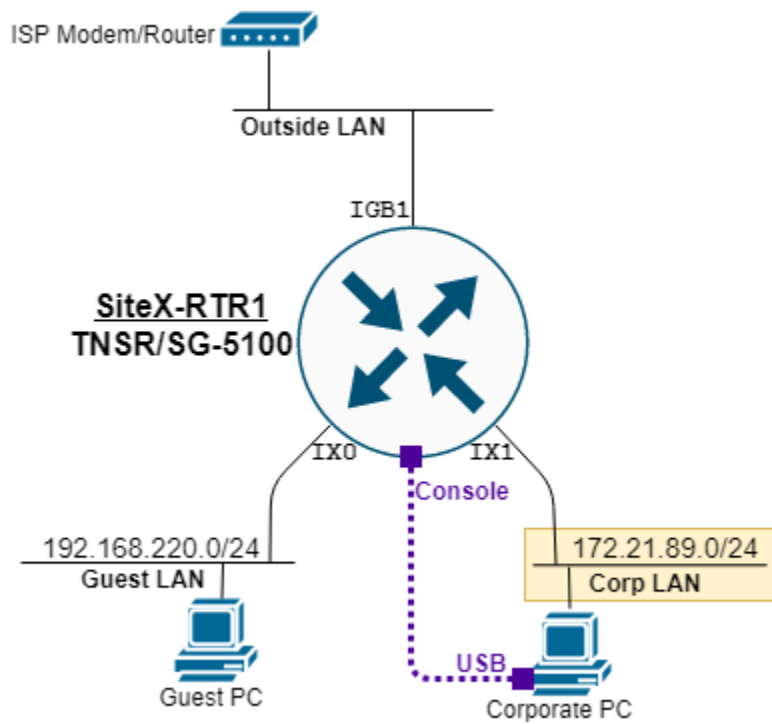 ISP Modem/Router
Outside LAN
IGB1
SiteX-RTR1
TNSR/SG-5100
IX0
IX1
Console
192.168.220.0/24
Guest LAN
172.21.89.0/24
Corp LAN
USB
Guest PC
Corporate PC